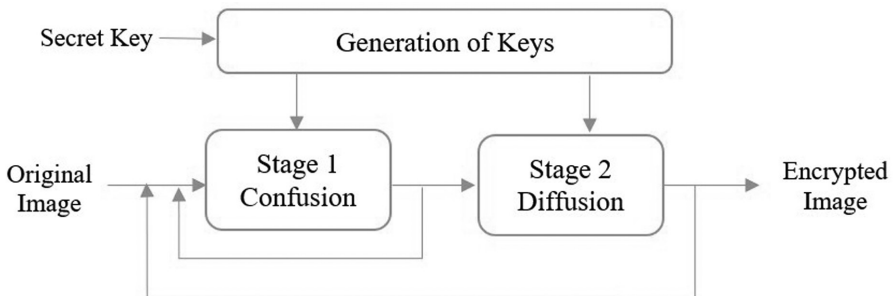 Secret Key
Generation of Keys
Original
Image
Stage 1
Confusion
Stage 2
Diffusion
Encrypted
Image